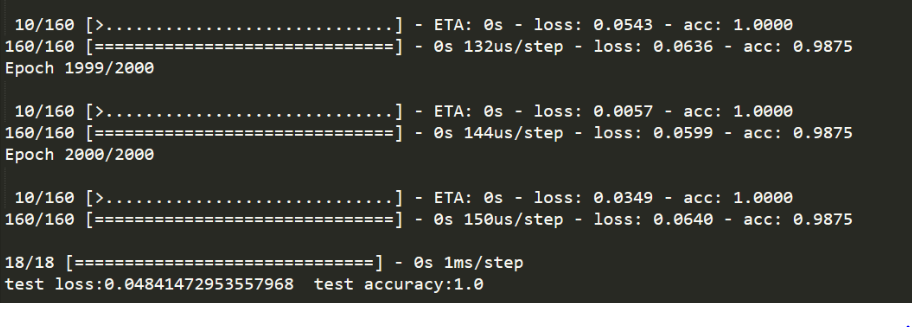 10/160 [>.............................] - ETA: 0s - loss: 0.0543 - acc: 1.0000
160/160 [==============================] - 0s 132us/step - loss: 0.0636 - acc: 0.9875
Epoch 1999/2000
10/160 [>.............................] - ETA: 0s - loss: 0.0057 - acc: 1.0000
160/160 [==============================] - 0s 144us/step - loss: 0.0599 - acc: 0.9875
Epoch 2000/2000
10/160 [>.............................] - ETA: 0s - loss: 0.0349 - acc: 1.0000
160/160 [==============================] - 0s 150us/step - loss: 0.0640 - acc: 0.9875
18/18 [==============================] - 0s 1ms/step
test loss:0.04841472953557968  test accuracy:1.0